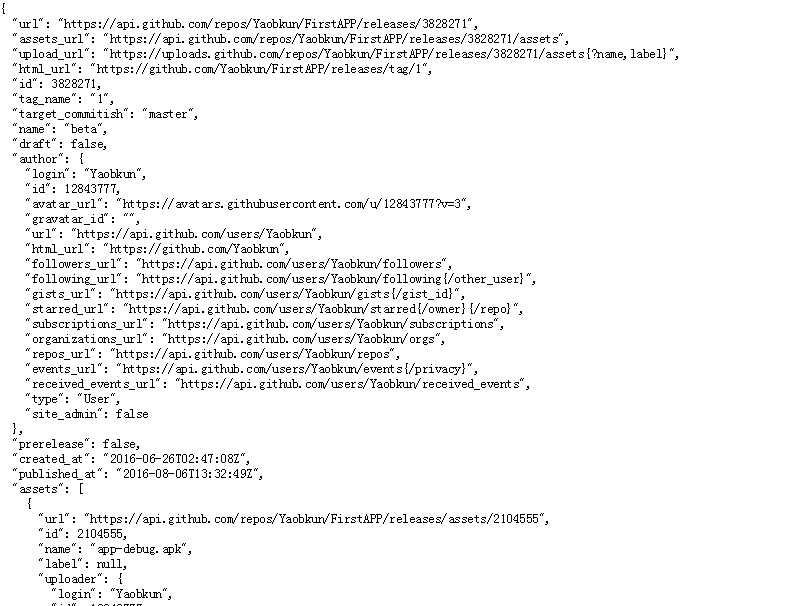 {
"url": "https://api.github.com/repos/Yaobkun/FirstAPP/releases/3828271",
"assets_url": "https://api.github.com/repos/Yaobkun/FirstAPP/releases/3828271/assets",
"upload_url": "https://uploads.github.com/repos/Yaobkun/FirstAPP/releases/3828271/assets{?name,label}",
"html_url": "https://github.com/Yaobkun/FirstAPP/releases/tag/1",
"id": 3828271,
"tag_name": "1",
"target_commitish": "master",
"name": "beta",
"draft": false,
"author": {
"login": "Yaobkun",
"id": 12843777,
"avatar_url": "https://avatars.githubusercontent.com/u/12843777?v=3",
"gravatar_id": "",
"url": "https://api.github.com/users/Yaobkun",
"html_url": "https://github.com/Yaobkun",
"followers_url": "https://api.github.com/users/Yaobkun/followers",
"following_url": "https://api.github.com/users/Yaobkun/following{/other_user}",
"gists_url": "https://api.github.com/users/Yaobkun/gists{/gist_id}",
"starred_url": "https://api.github.com/users/Yaobkun/starred{/owner}{/repo}",
"subscriptions_url": "https://api.github.com/users/Yaobkun/subscriptions",
"organizations_url": "https://api.github.com/users/Yaobkun/orgs",
"repos_url": "https://api.github.com/users/Yaobkun/repos",
"events_url": "https://api.github.com/users/Yaobkun/events{/privacy}",
"received_events_url": "https://api.github.com/users/Yaobkun/received_events",
"type": "User",
"site_admin": false
},
"prerelease": false,
"created_at": "2016-06-26T02:47:08Z",
"published_at": "2016-08-06T13:32:49Z",
"assets": [
{
"url": "https://api.github.com/repos/Yaobkun/FirstAPP/releases/assets/2104555",
"id": 2104555,
"name": "app-debug.apk",
"label": null,
"uploader": {
"login": "Yaobkun",